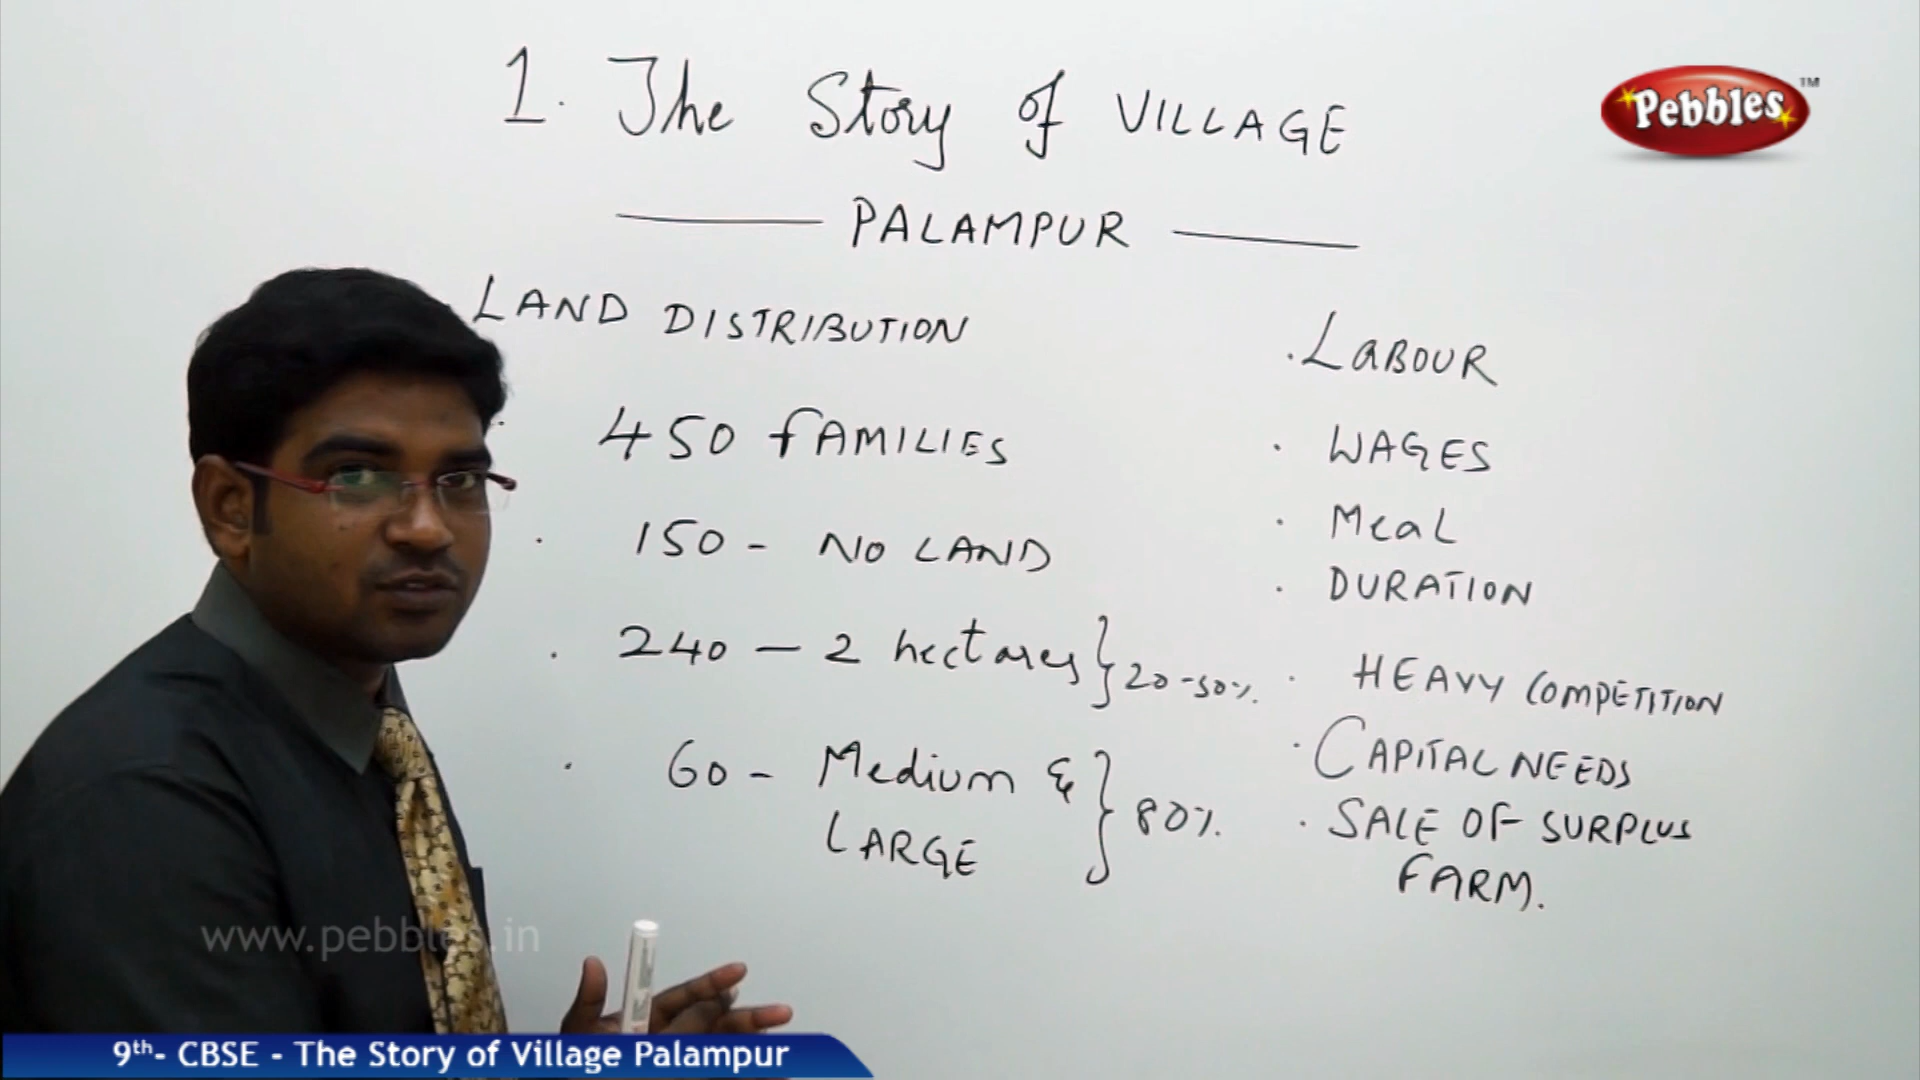 1. The Story of VILLAGE
PALAMPUR
Pebbles™
LAND DISTRIBUTION
450 FAMILIES
150 - NO LAND
240 — 2 hectares } 20-50%.
60 - Medium &
LARGE } 80%.
. LABOUR
. WAGES
. Meal
. DURATION
. HEAVY COMPETITION
. CAPITAL NEEDS
. SALE OF SURPLUS
FARM.
www.pebbles.in
9th- CBSE - The Story of Village Palampur